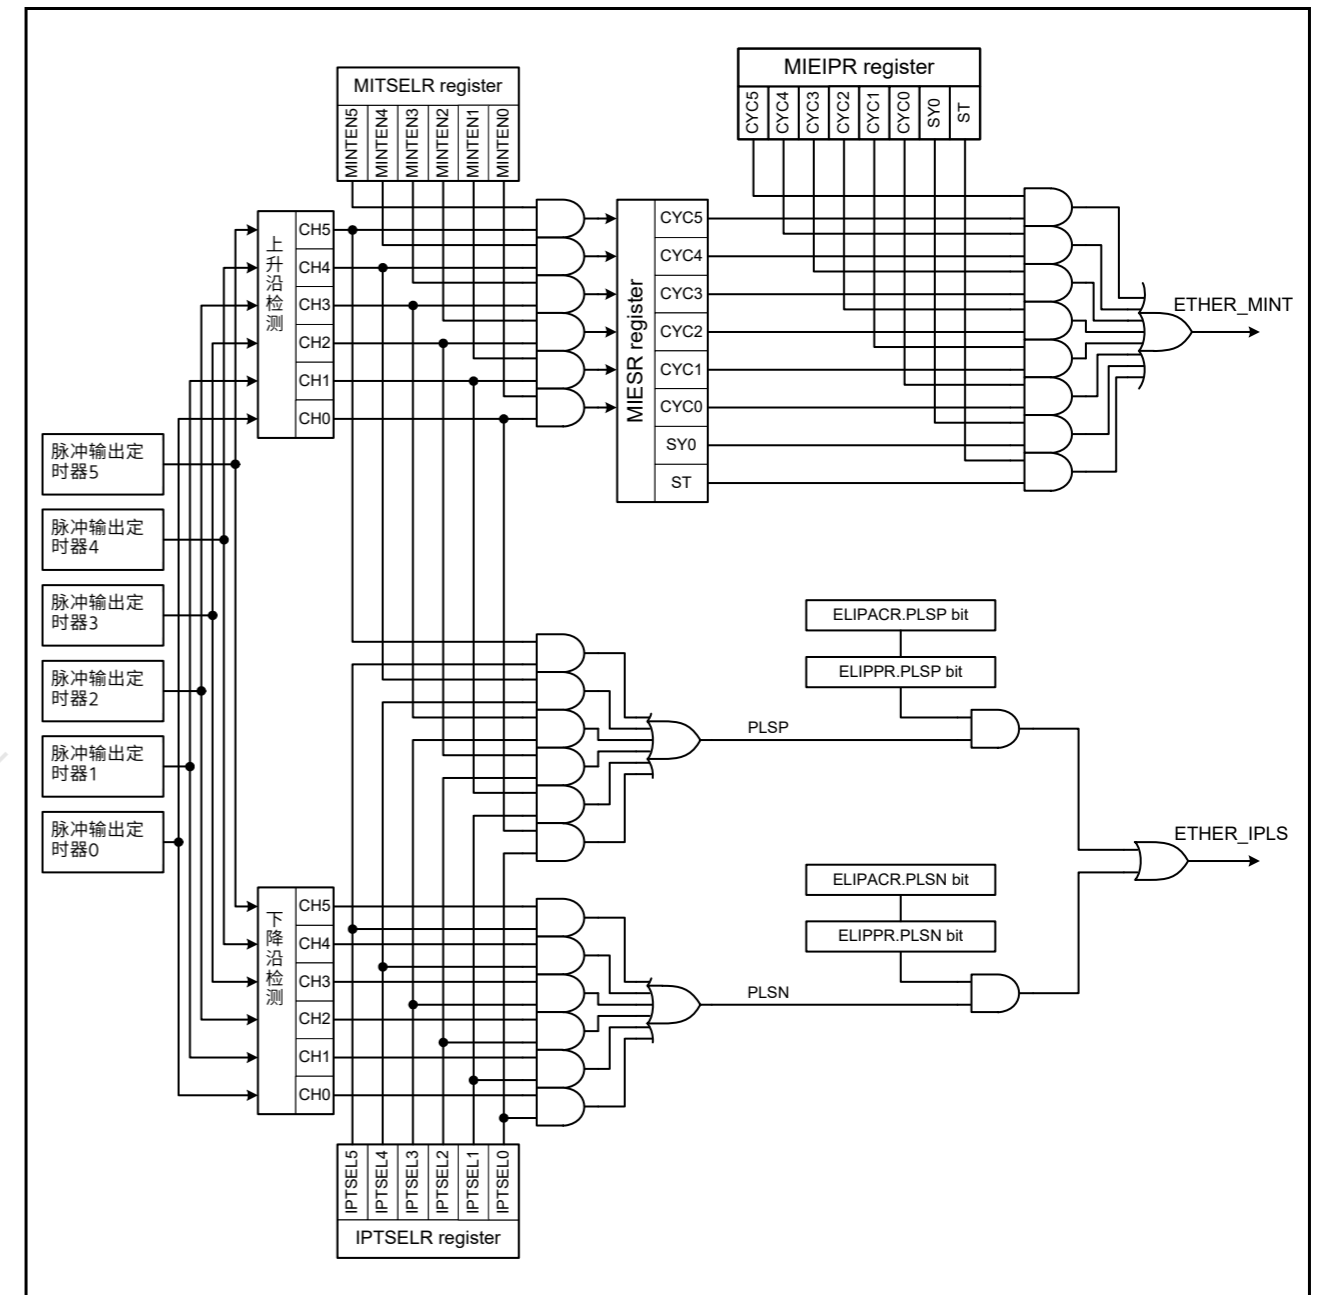 MITSELR register
MINTEN5
MINTEN4
MINTEN3
MINTEN2
MINTEN1
MINTEN0
MIEIPR register
CYC5
CYC4
CYC3
CYC2
CYC1
CYC0
SY0
ST
上升沿检测
CH5
CH4
CH3
CH2
CH1
CH0
MIESR register
CYC5
CYC4
CYC3
CYC2
CYC1
CYC0
SY0
ST
ETHER_MINT
脉冲输出定
时器5
脉冲输出定
时器4
脉冲输出定
时器3
脉冲输出定
时器2
脉冲输出定
时器1
脉冲输出定
时器0
ELIPACR.PLSP bit
ELIPPR.PLSP bit
PLSP
ETHER_IPLS
ELIPACR.PLSN bit
ELIPPR.PLSN bit
PLSN
下降沿检测
CH5
CH4
CH3
CH2
CH1
CH0
IPTSEL5
IPTSEL4
IPTSEL3
IPTSEL2
IPTSEL1
IPTSEL0
IPTSELR register